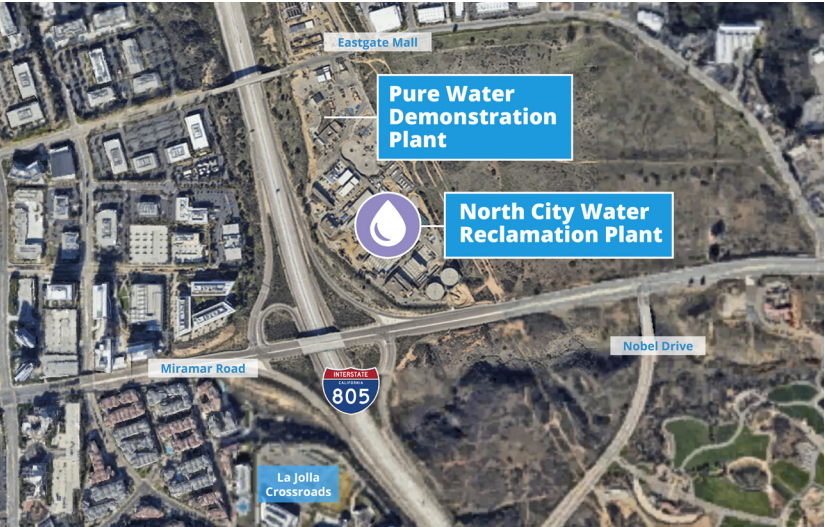 Eastgate Mall
Pure Water
Demonstration
Plant
North City Water
Reclamation Plant
Nobel Drive
Miramar Road
INTERSTATE
CALIFORNIA
805
La Jolla
Crossroads